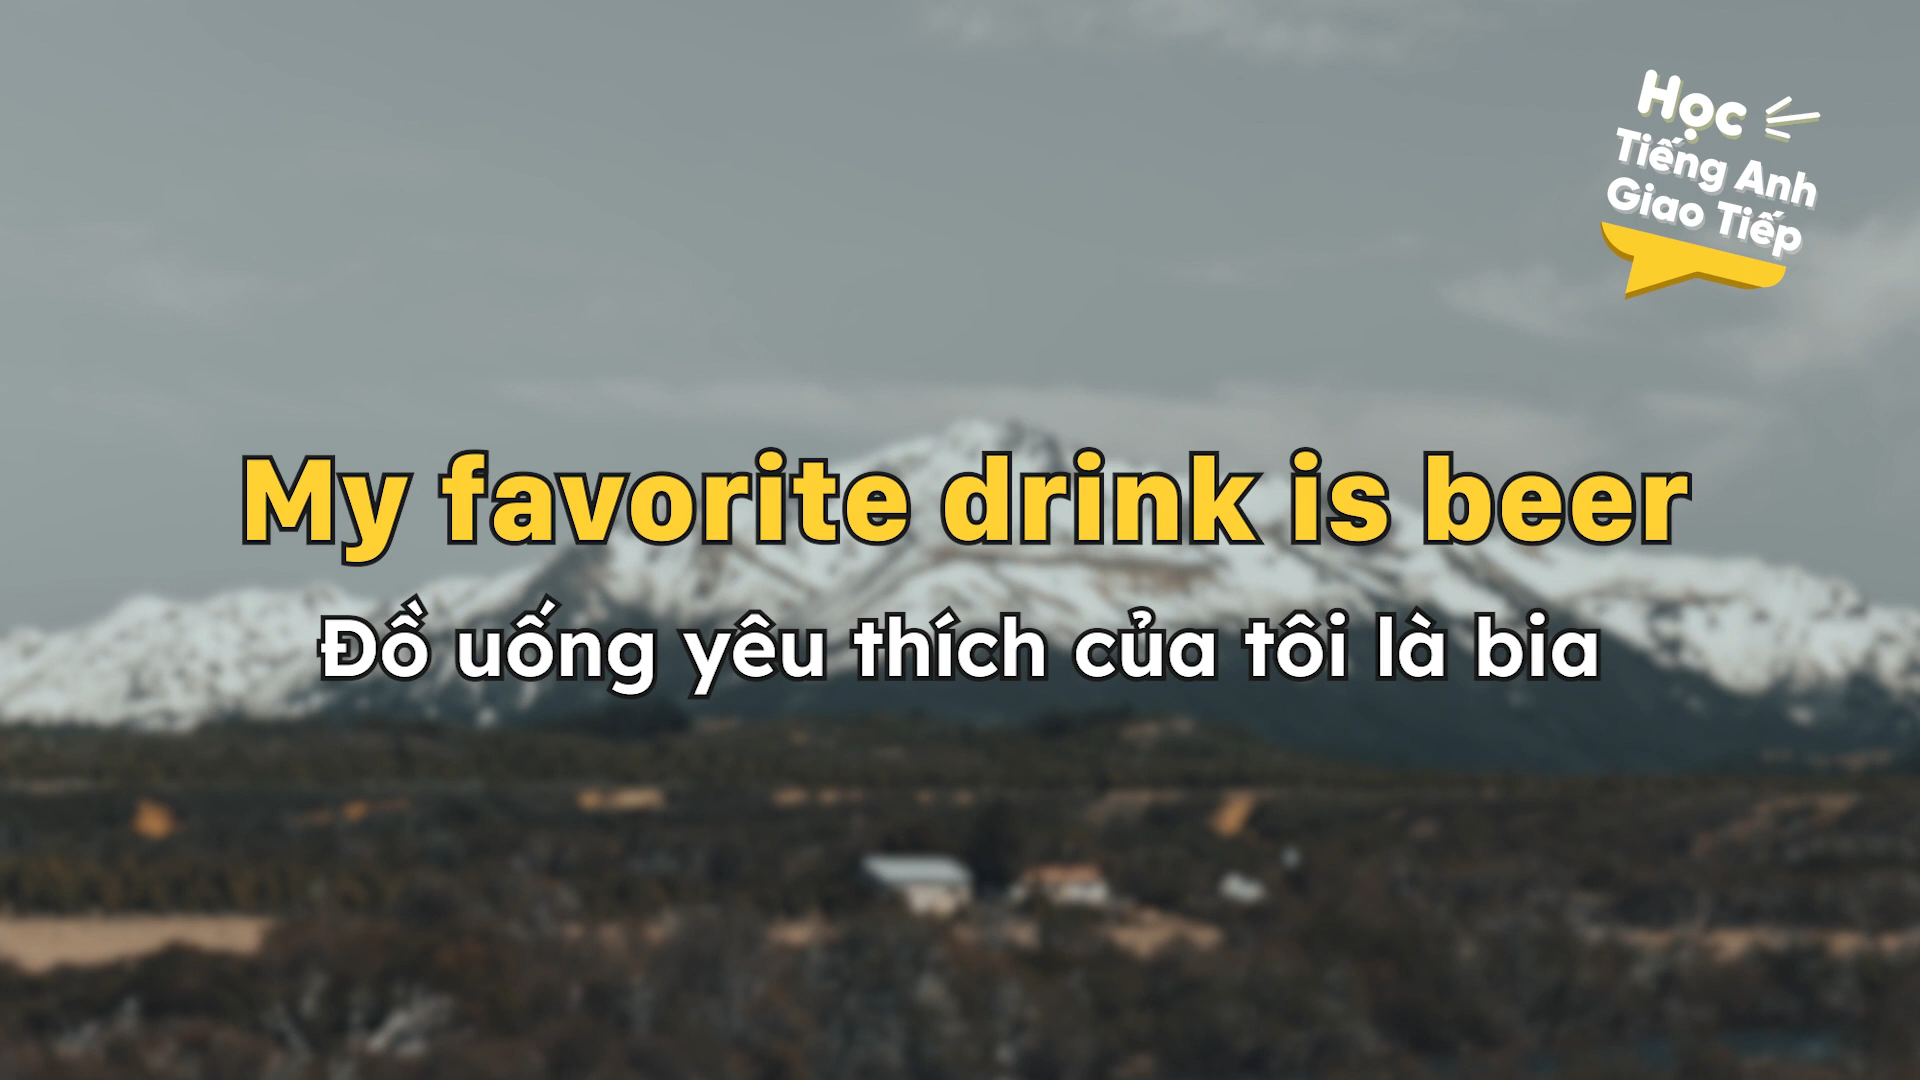 Học
Tiếng Anh
Giao Tiếp
My favorite drink is beer
Đồ uống yêu thích của tôi là bia